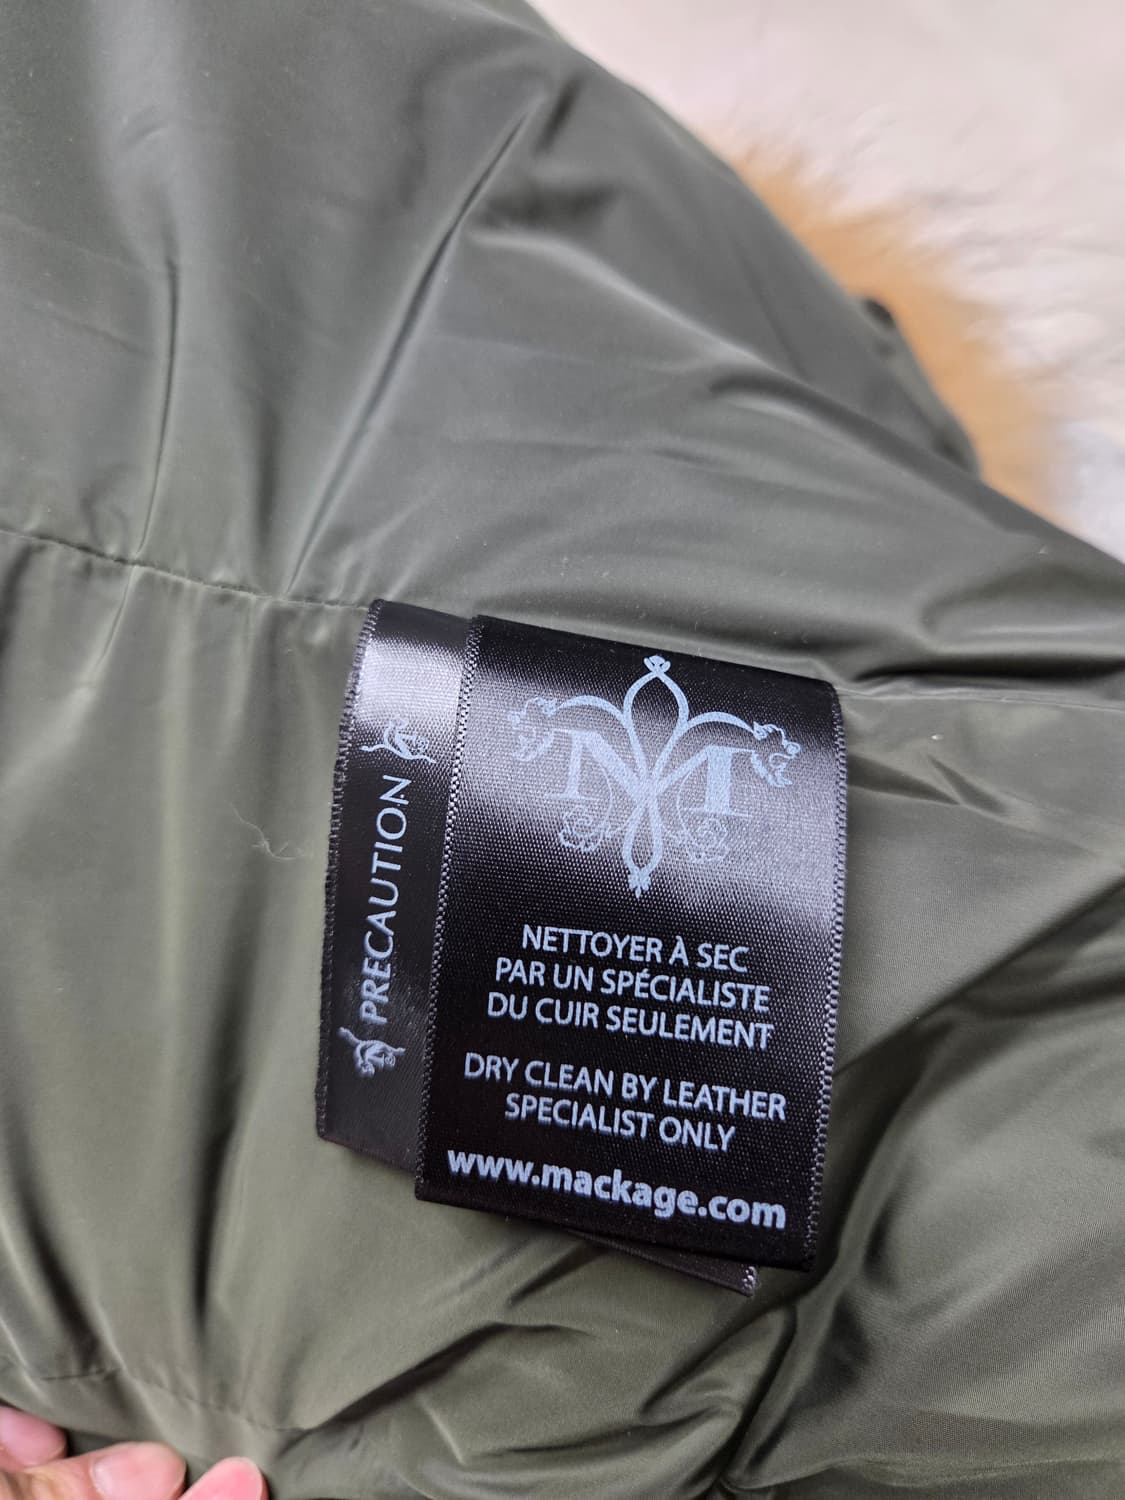 PRECAUTION
M
NETTOYER À SEC
PAR UN SPÉCIALISTE
DU CUIR SEULEMENT
DRY CLEAN BY LEATHER
SPECIALIST ONLY
www.mackage.com